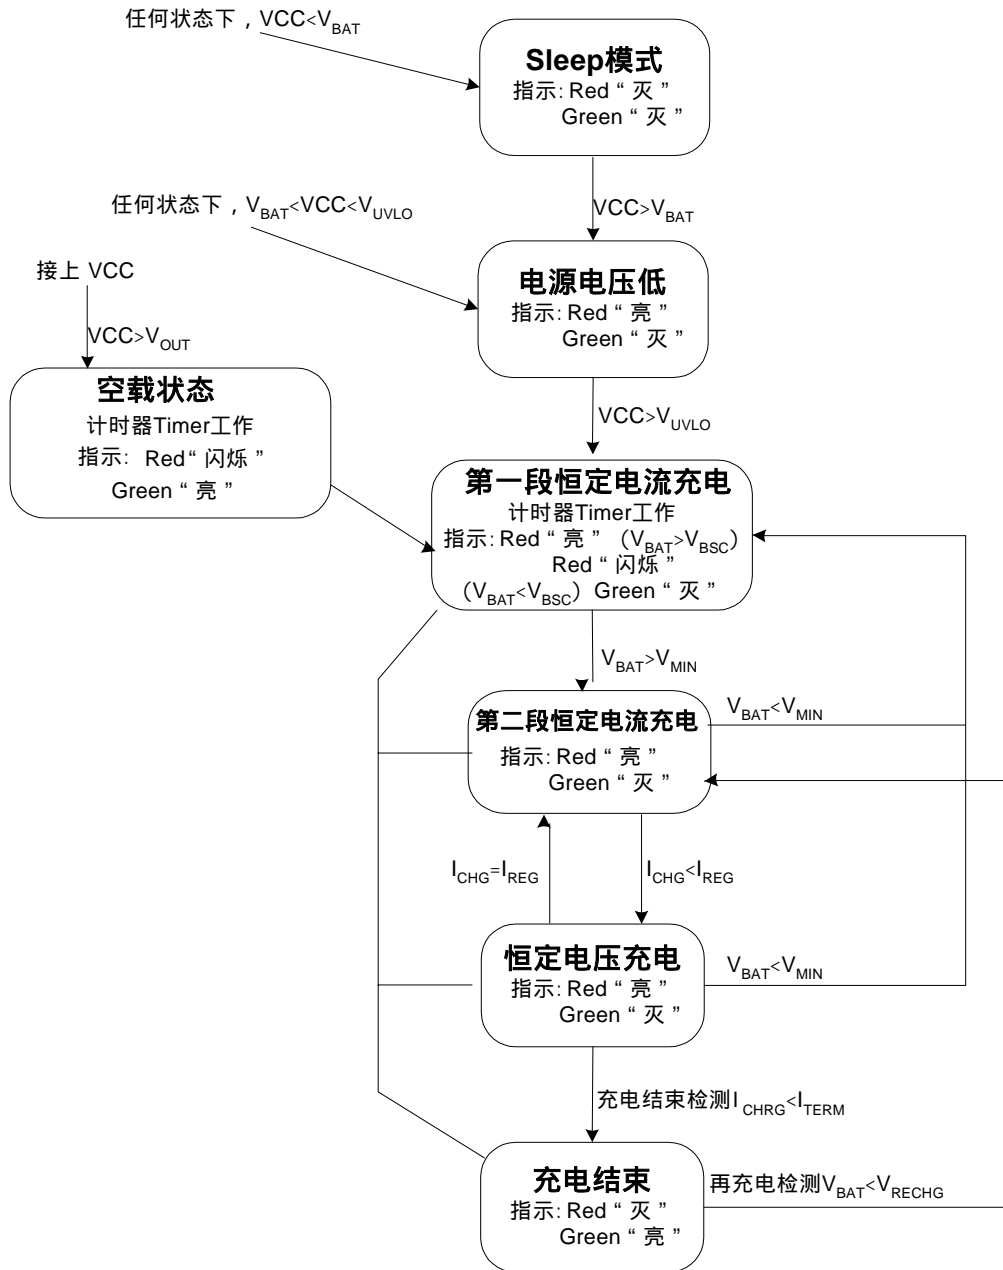 任何状态下，VCC<VBAT
Sleep模式
指示: Red“ 灭 ”
Green“ 灭 ”
VCC>VBAT
任何状态下，VBAT<VCC<VUVLO
电源电压低
指示: Red“ 亮 ”
Green“ 灭 ”
接上 VCC
VCC>VOUT
空载状态
计时器Timer工作
指示: Red“ 闪烁 ”
Green“ 亮 ”
VCC>VUVLO
第一段恒定电流充电
计时器Timer工作
指示: Red“ 亮 ”（VBAT>VBSC）
Red“ 闪烁 ”
（VBAT<VBSC）Green“ 灭 ”
VBAT>VMIN
第二段恒定电流充电
指示: Red“ 亮 ”
Green“ 灭 ”
VBAT<VMIN
ICHG=IREG
ICHG<IREG
恒定电压充电
指示: Red“ 亮 ”
Green“ 灭 ”
VBAT<VMIN
充电结束检测ICHRG<ITERM
充电结束
指示: Red“ 灭 ”
Green“ 亮 ”
再充电检测VBAT<VRECHG